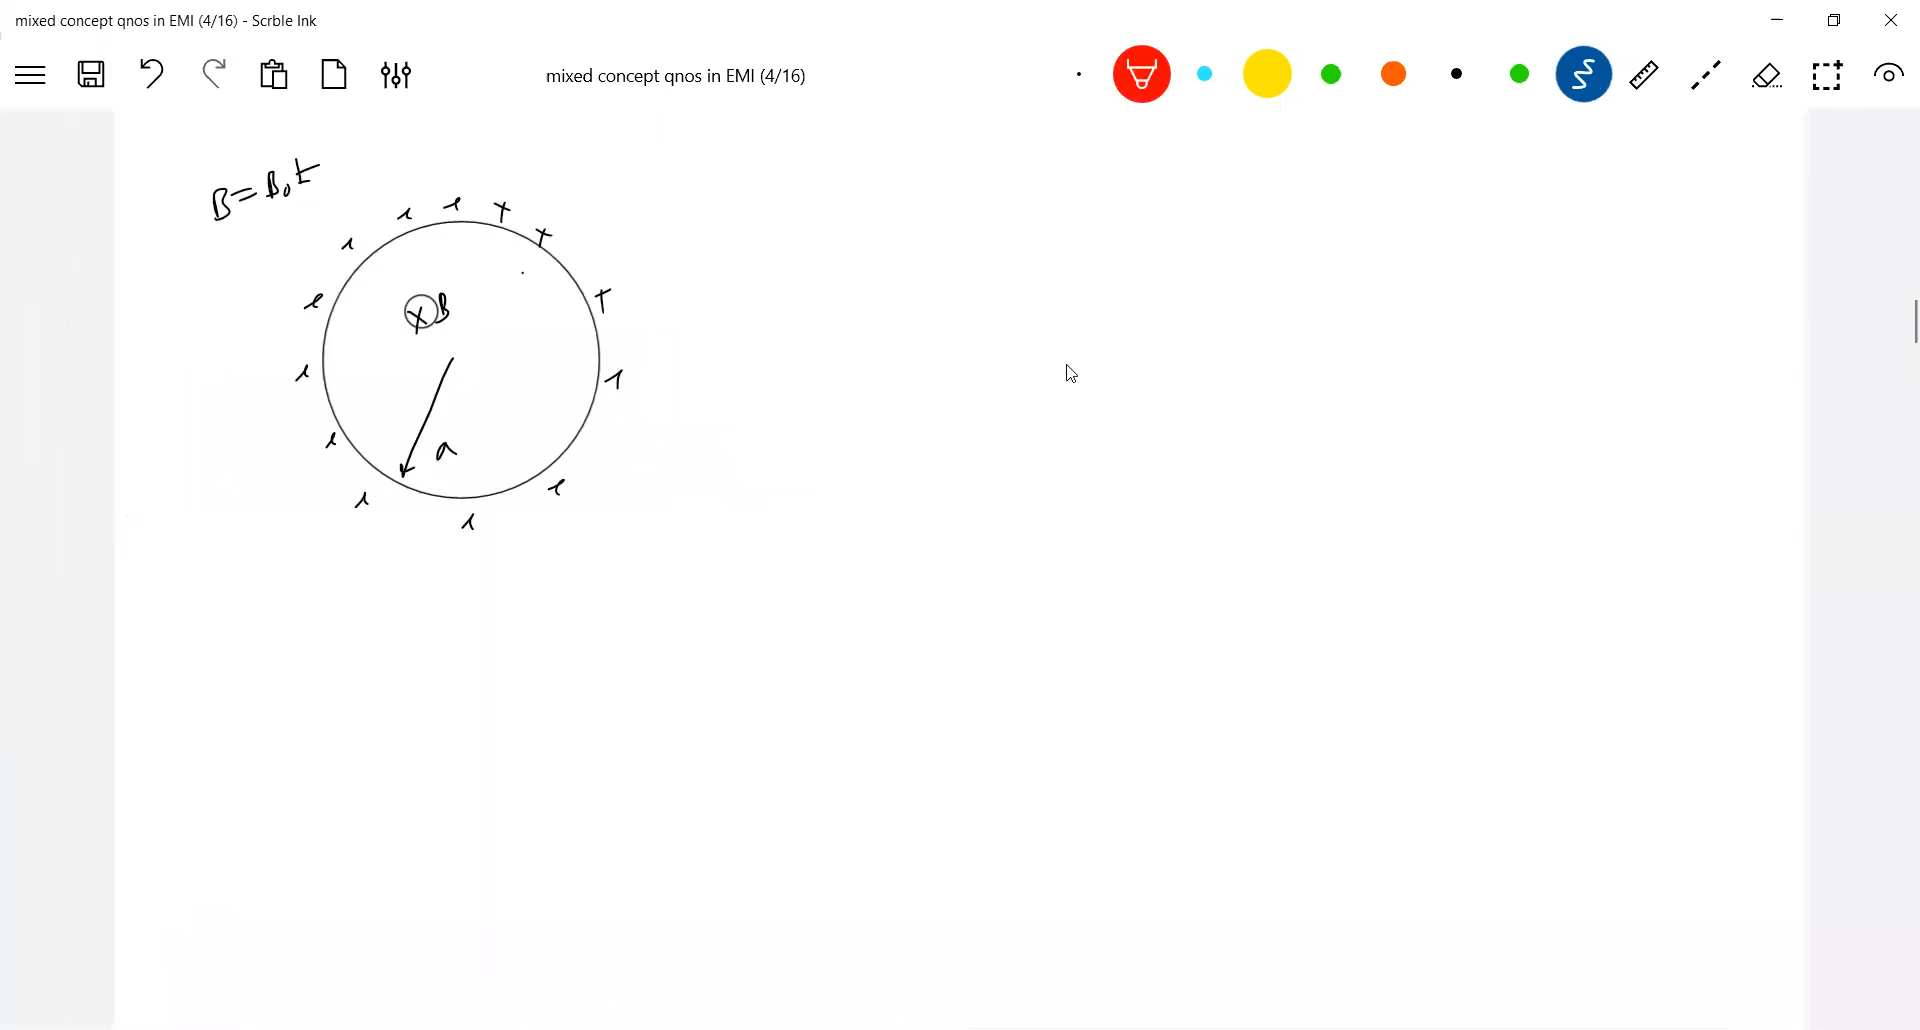 mixed concept qnos in EMI (4/16) - Scrble Ink
mixed concept qnos in EMI (4/16)
B=B₀t
+ +
+
x B
a